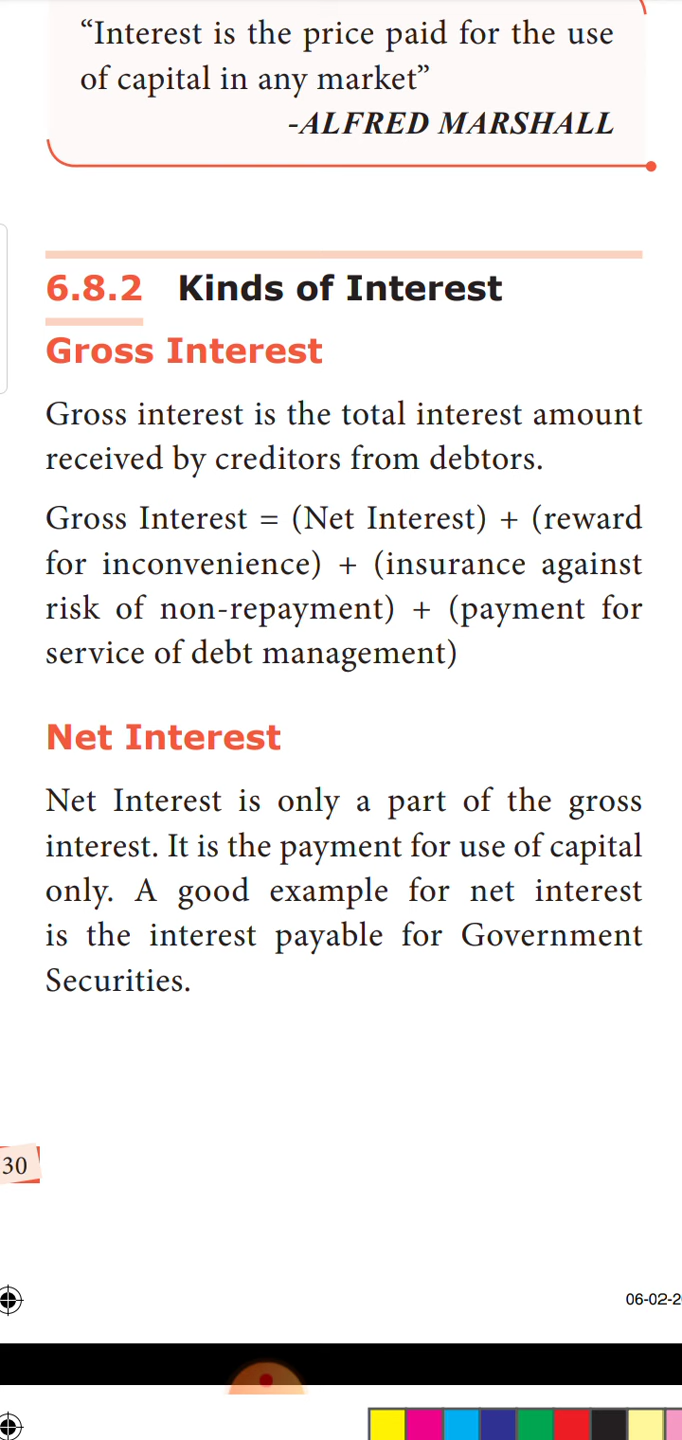 “Interest is the price paid for the use
of capital in any market”
-ALFRED MARSHALL
6.8.2 Kinds of Interest
Gross Interest
Gross interest is the total interest amount
received by creditors from debtors.
Gross Interest = (Net Interest) + (reward
for inconvenience) + (insurance against
risk of non-repayment) + (payment for
service of debt management)
Net Interest
Net Interest is only a part of the gross
interest. It is the payment for use of capital
only. A good example for net interest
is the interest payable for Government
Securities.
30
06-02-2